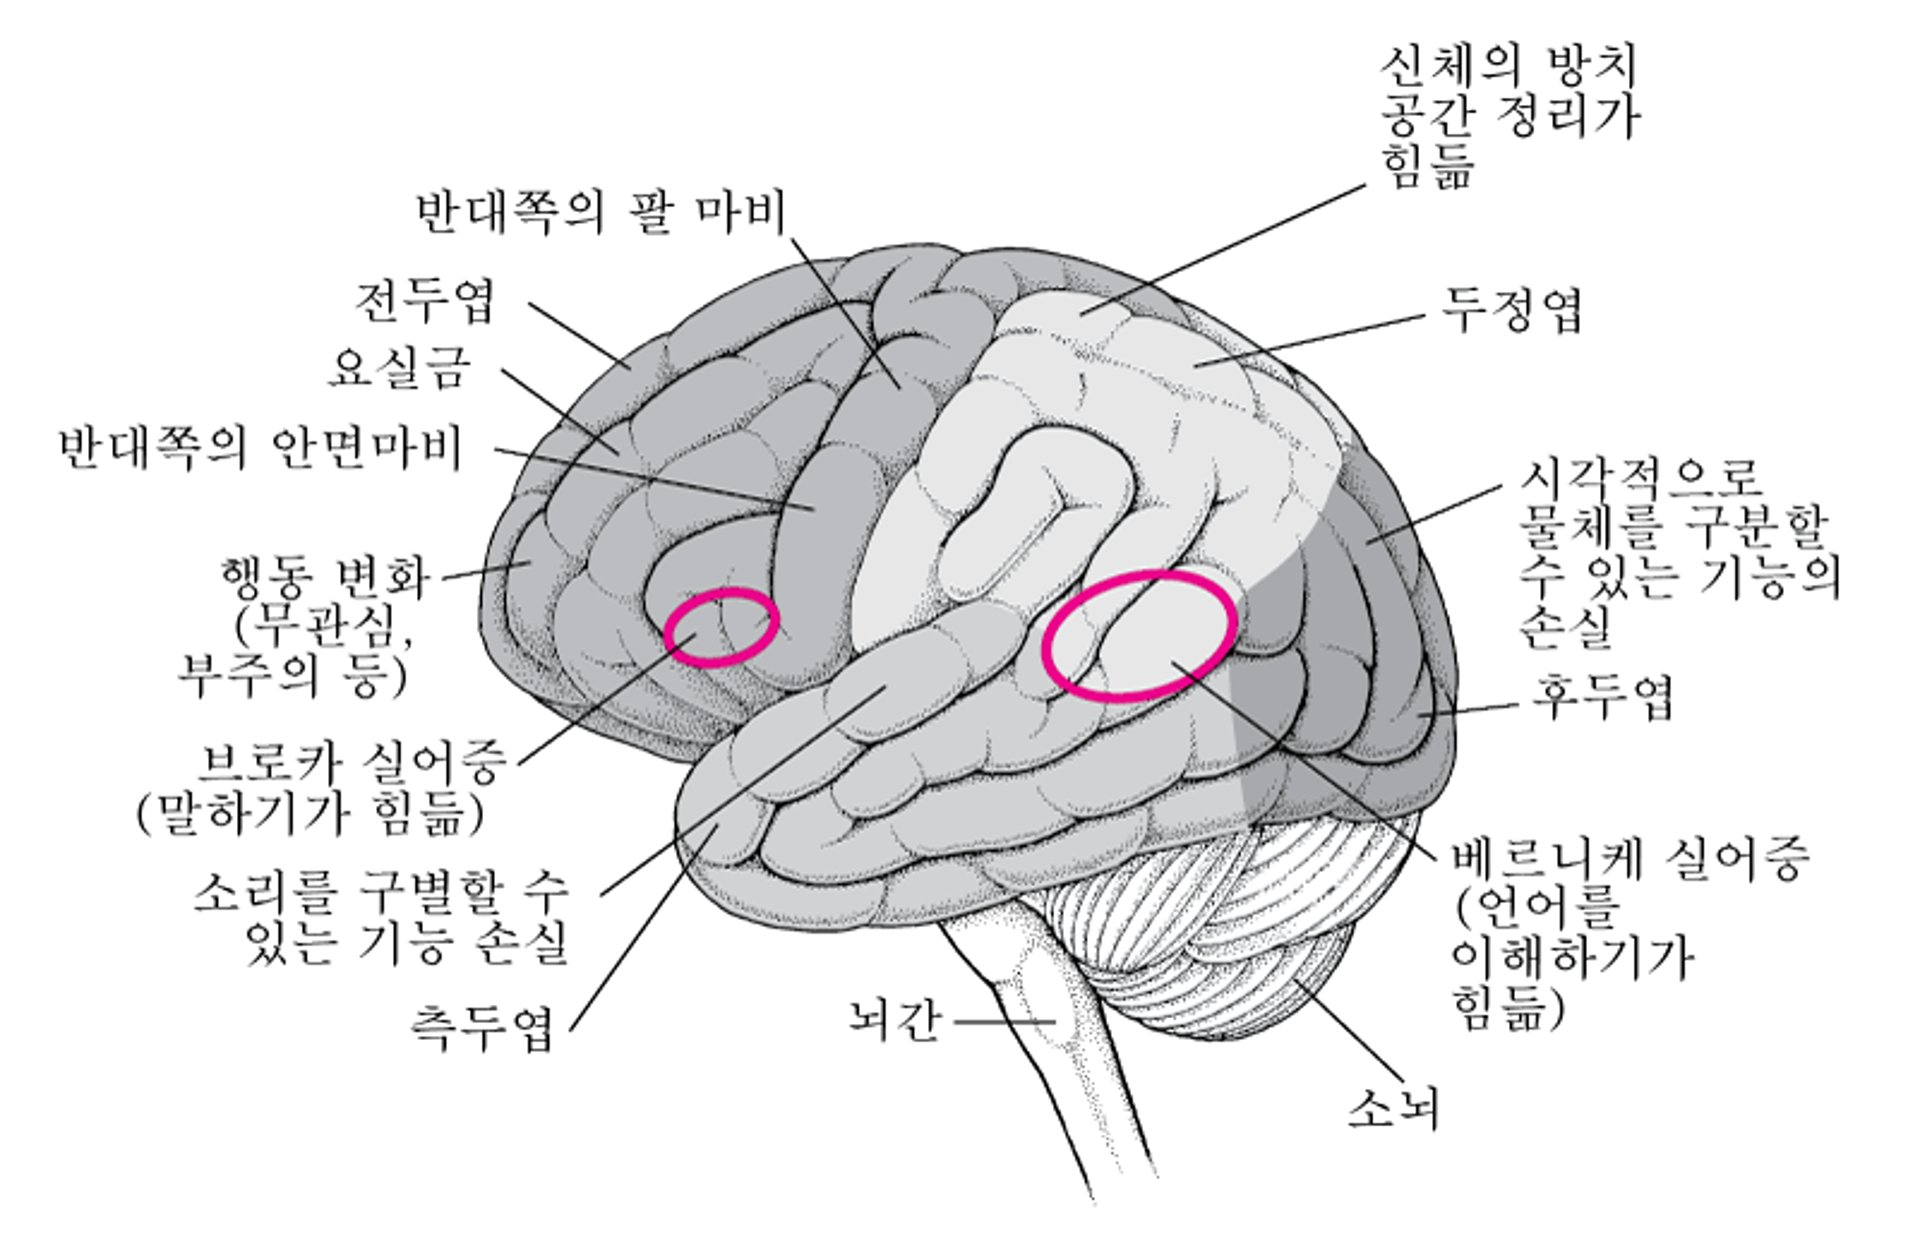 신체의 방치
공간 정리가
힘듦
반대쪽의 팔 마비
전두엽
두정엽
요실금
반대쪽의 안면마비
시각적으로
물체를 구분할
수 있는 기능의
손실
행동 변화
(무관심,
부주의 등)
후두엽
브로카 실어중
(말하기가 힘듦)
베르니케 실어중
(언어를
이해하기가
힘듦)
소리를 구별할 수
있는 기능 손실
측두엽
뇌간
소뇌